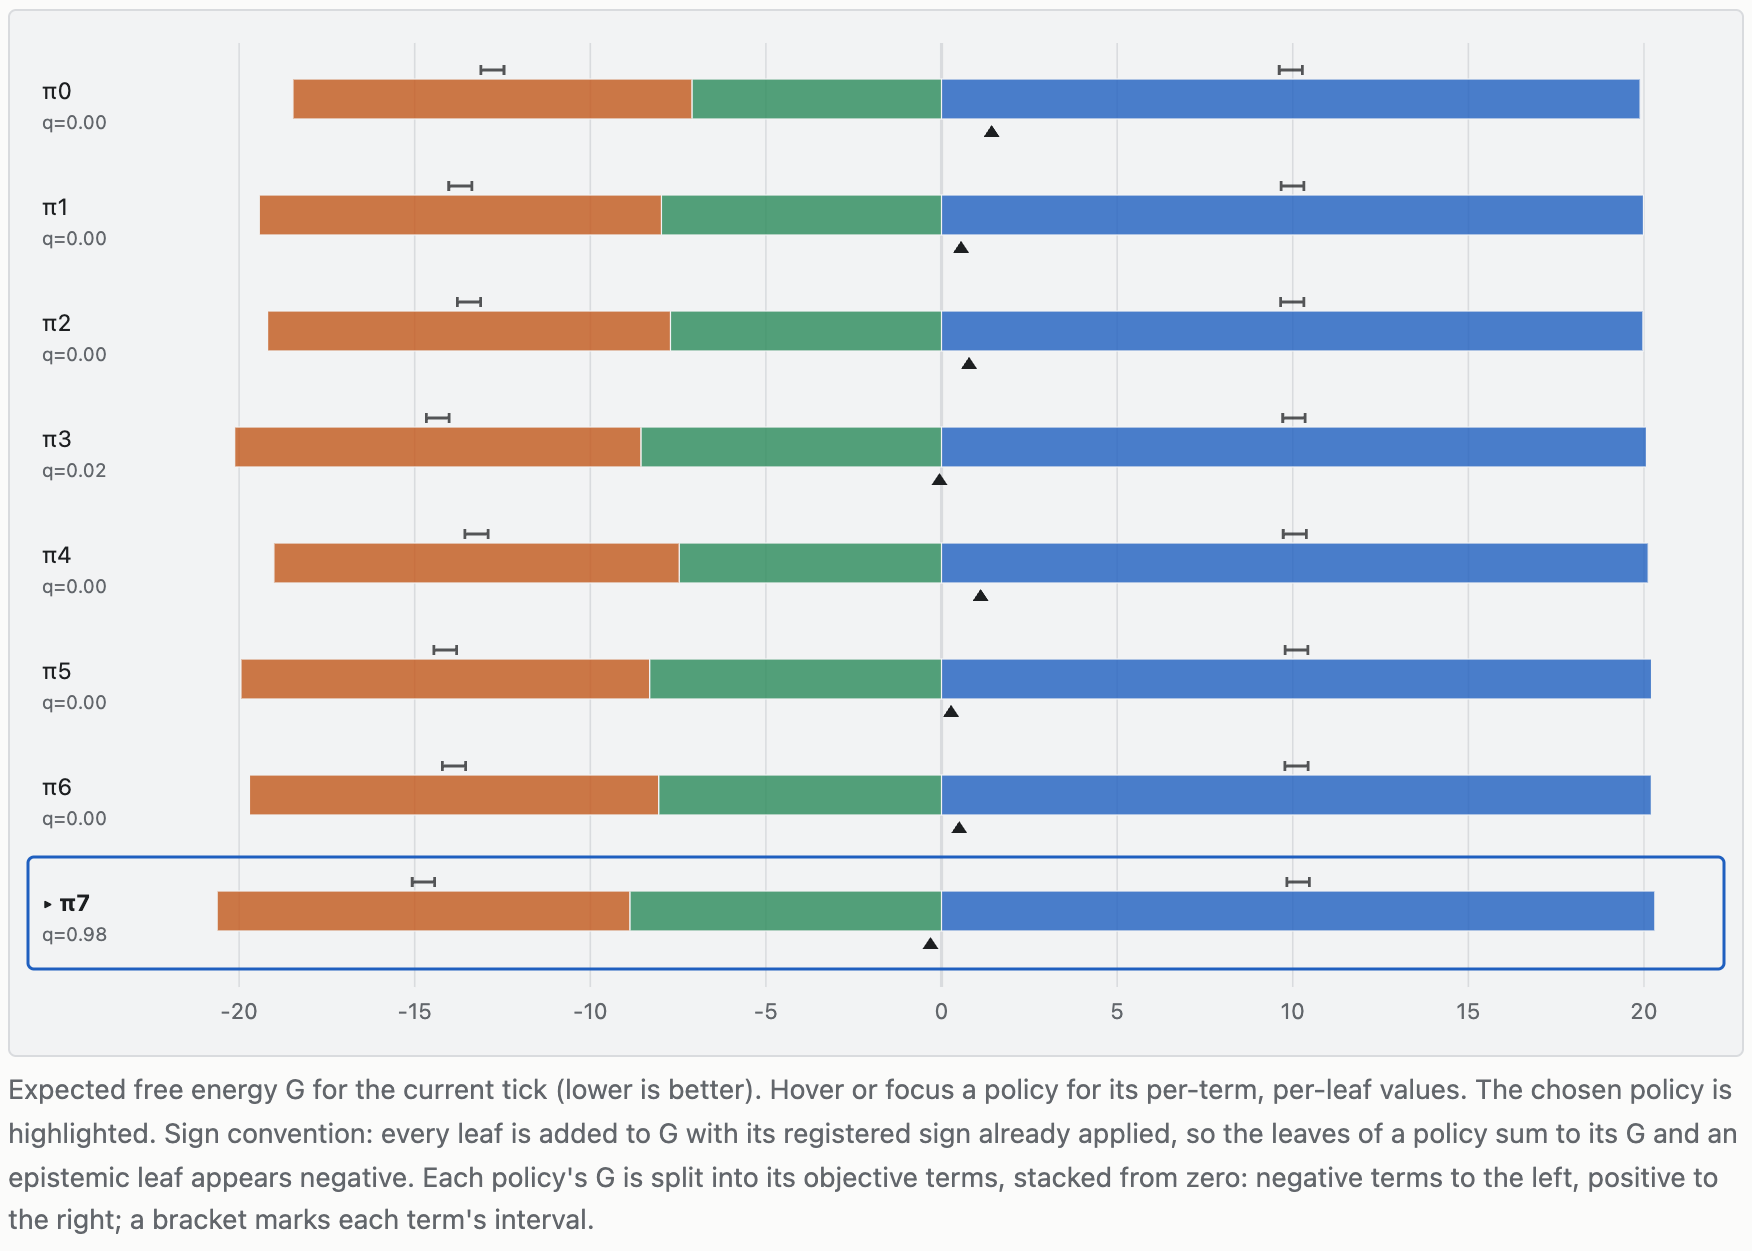 π0
q=0.00
π1
q=0.00
π2
q=0.00
π3
q=0.02
π4
q=0.00
π5
q=0.00
π6
q=0.00
▸ π7
q=0.98
-20 -15 -10 -5 0 5 10 15 20
Expected free energy G for the current tick (lower is better). Hover or focus a policy for its per-term, per-leaf values. The chosen policy is
highlighted. Sign convention: every leaf is added to G with its registered sign already applied, so the leaves of a policy sum to its G and an
epistemic leaf appears negative. Each policy's G is split into its objective terms, stacked from zero: negative terms to the left, positive to
the right; a bracket marks each term's interval.